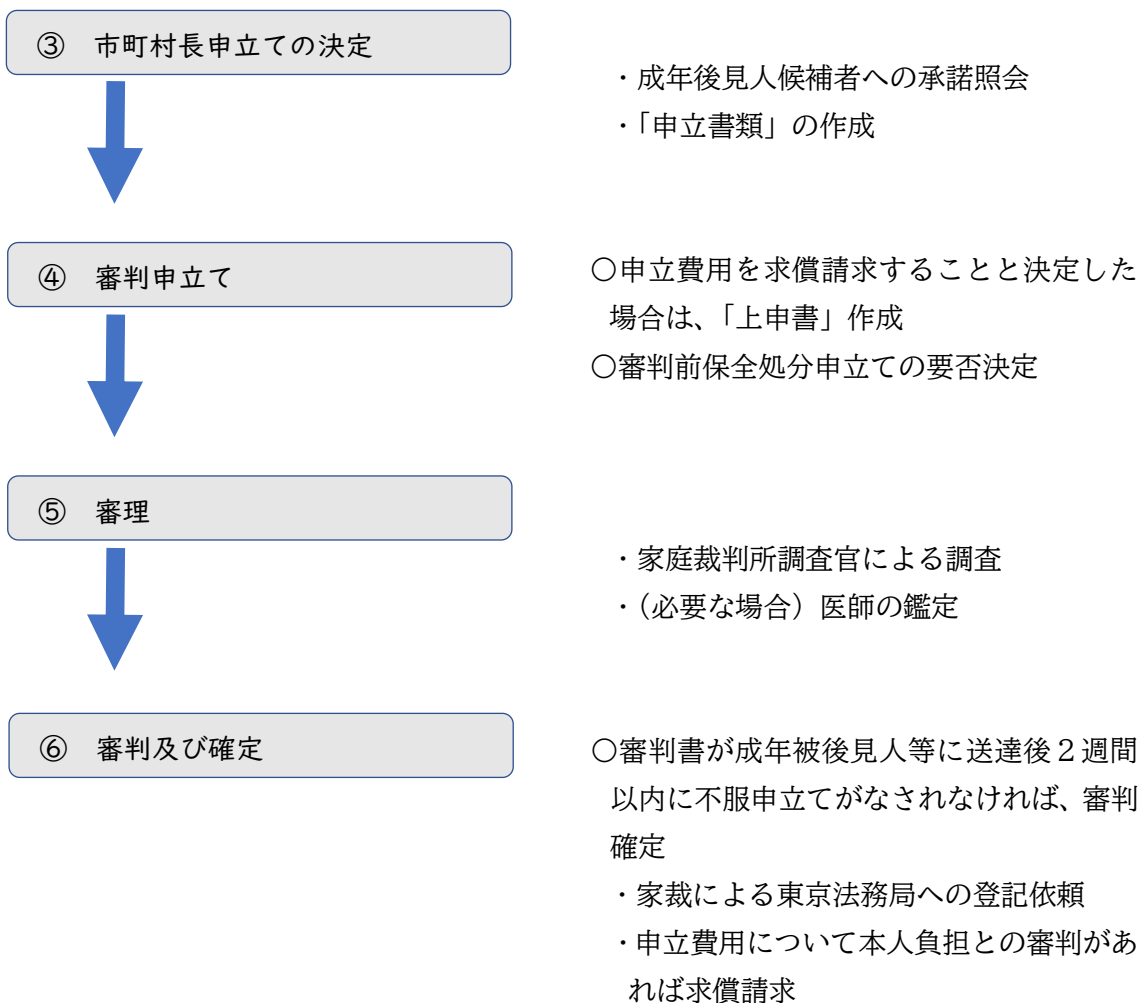 ③　市町村長申立ての決定
・成年後見人候補者への承諾照会
・「申立書類」の作成
④　審判申立て
〇申立費用を求償請求することと決定した
場合は、「上申書」作成
〇審判前保全処分申立ての要否決定
⑤　審理
・家庭裁判所調査官による調査
・（必要な場合）医師の鑑定
⑥　審判及び確定
〇審判書が成年被後見人等に送達後２週間
以内に不服申立てがなされなければ、審判
確定
・家裁による東京法務局への登記依頼
・申立費用について本人負担との審判があ
れば求償請求